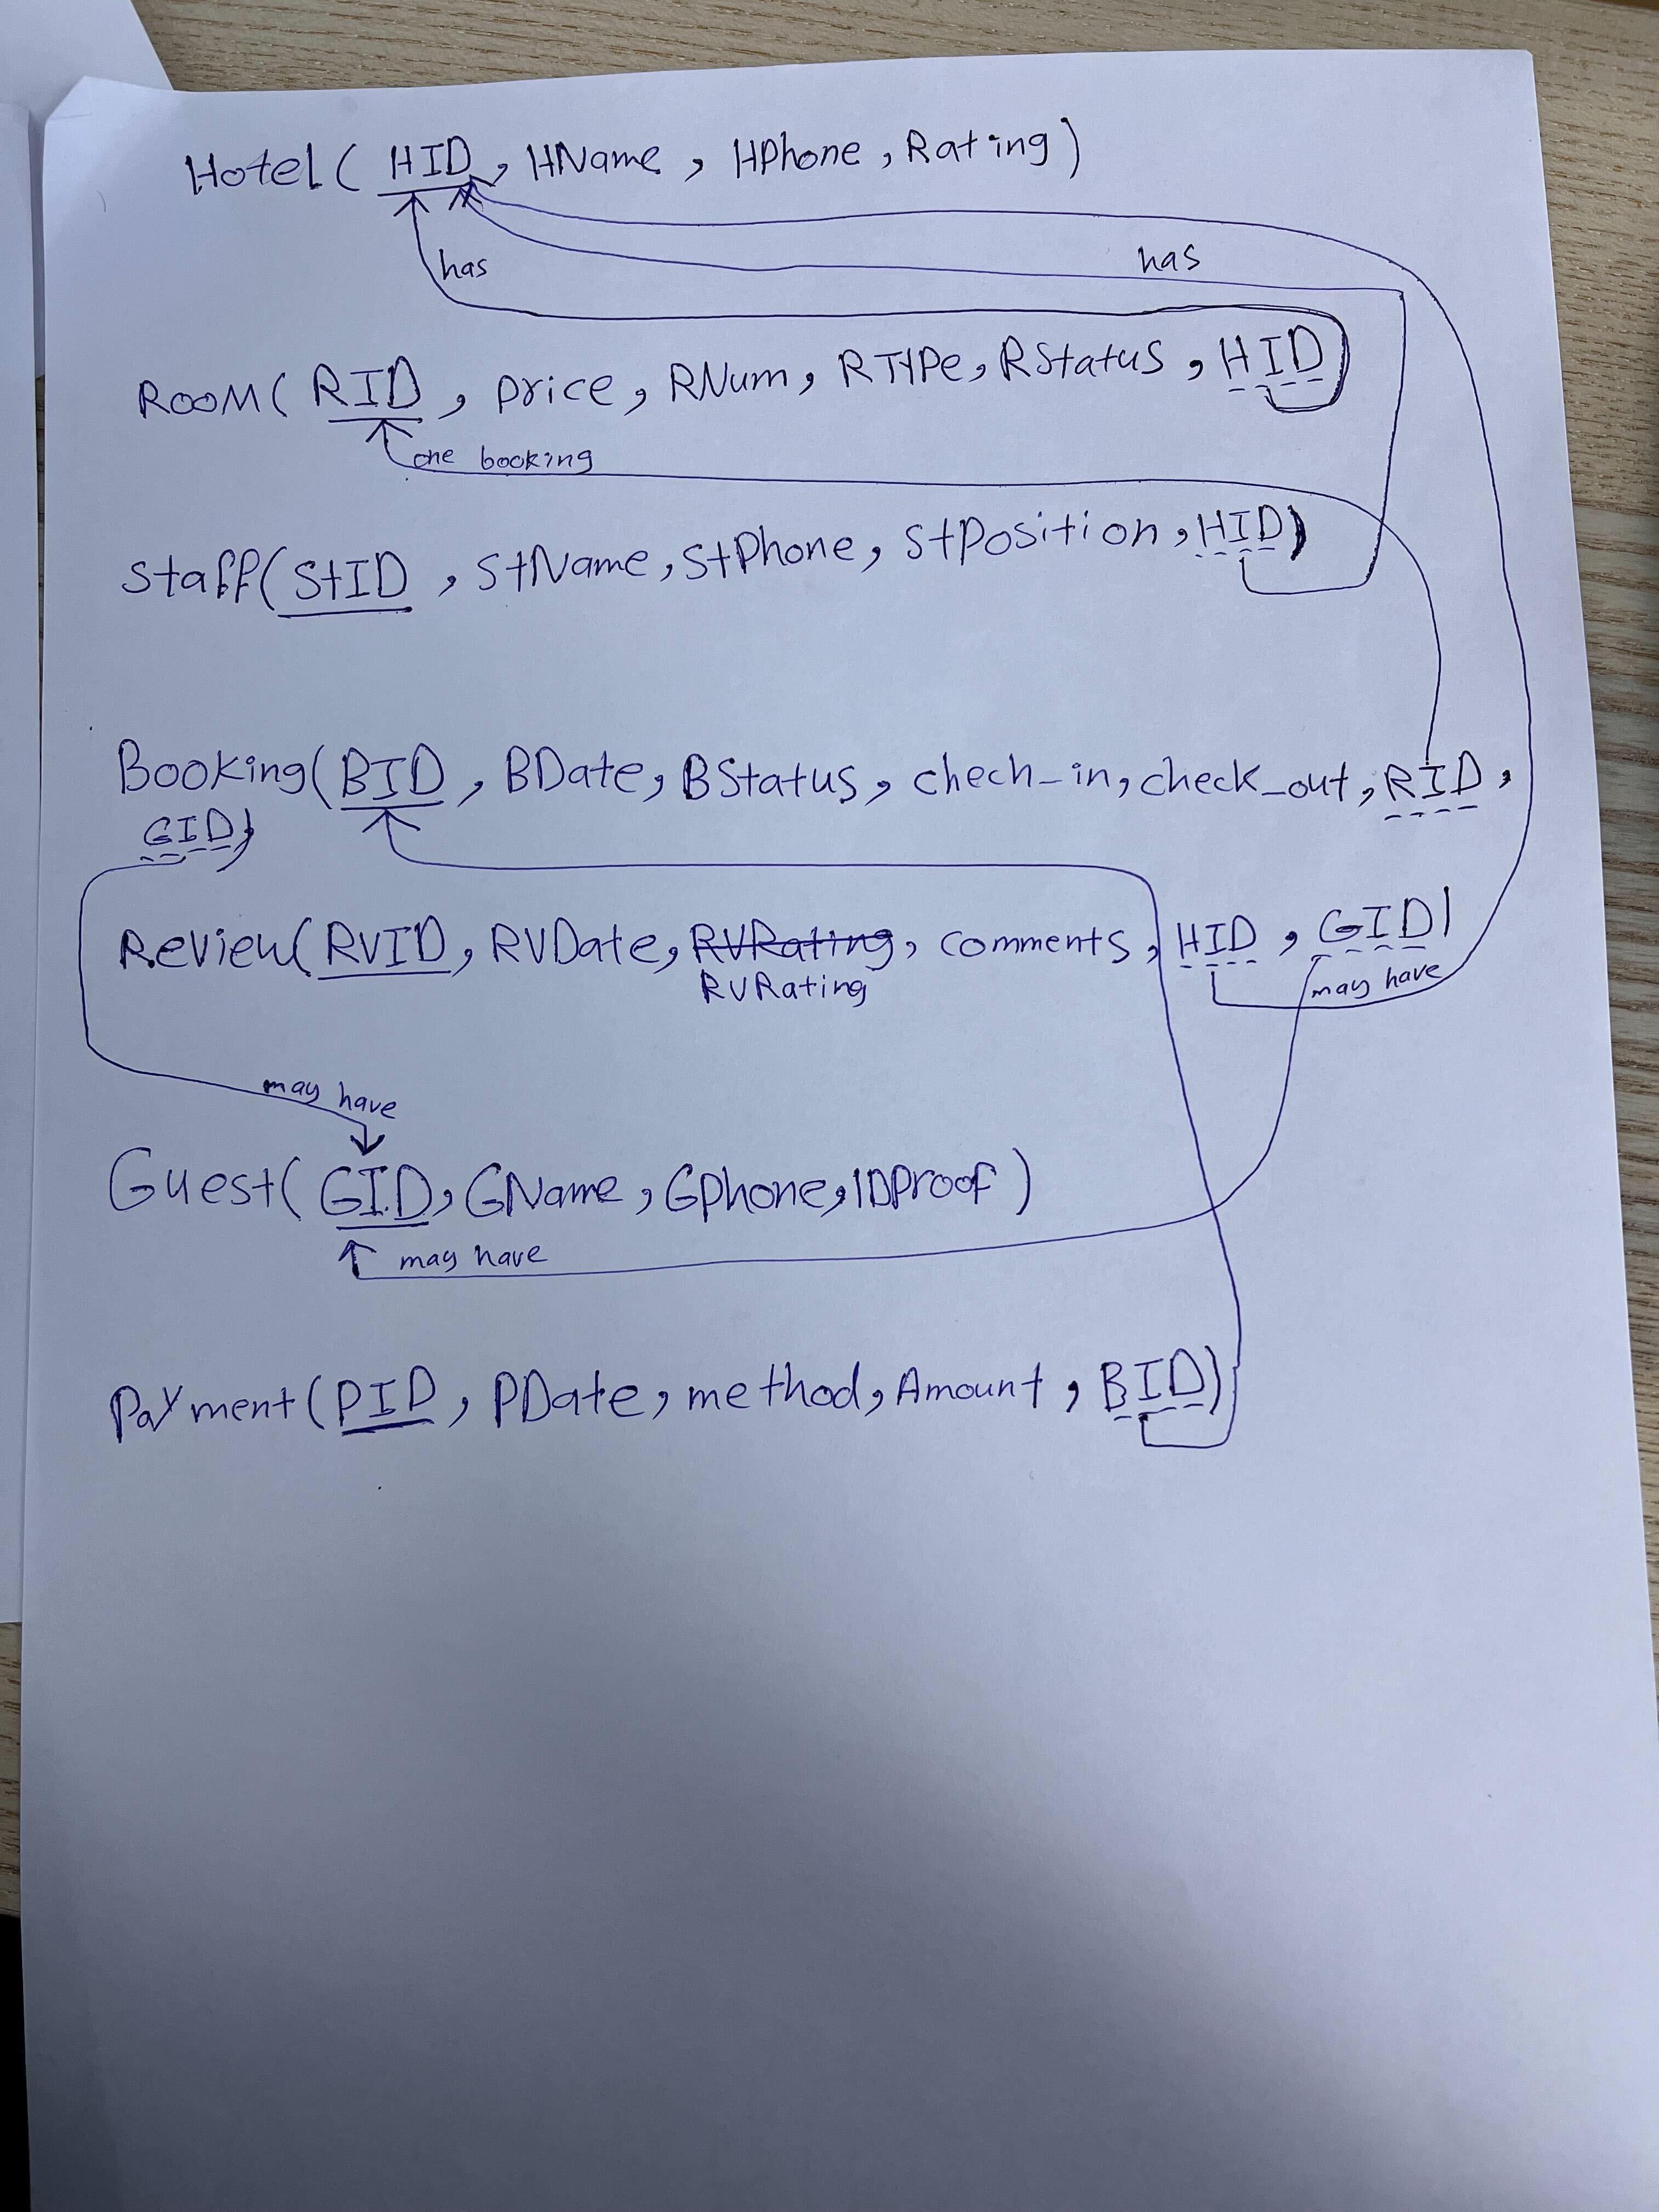 Hotel( HID, HName, HPhone, Rating)
has
has
RooM( RID, price, RNum, RTYPe, RStatus, HID)
one booking
Staff(StID, StName, StPhone, StPosition, HID)
Booking(BID, BDate, BStatus, chech_in, check_out, RID,
GID)
Review(RVID, RVDate, RVRating, comments, HID, GID)
RVRating
may have
may have
Guest(GID, GName, GPhone, IDProof)
may have
Payment(PID, PDate, method, Amount, BID)